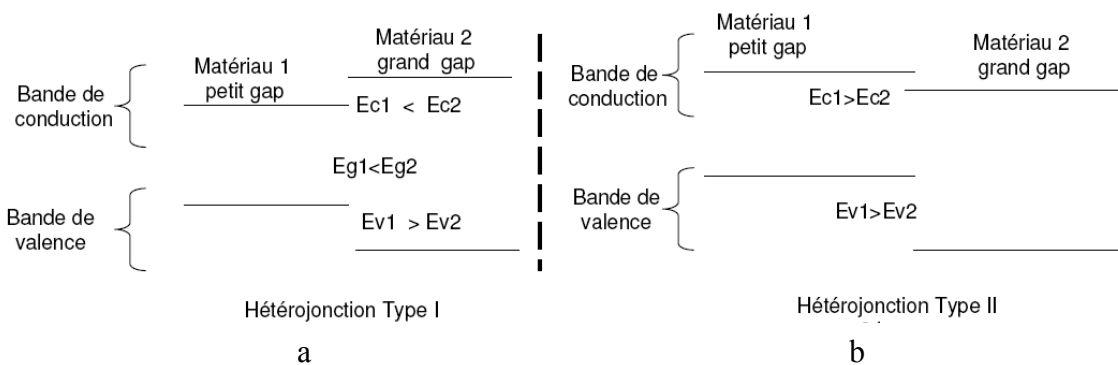 Matériau 1
petit gap
Matériau 2
grand gap
Bande de
conduction
Ec1 < Ec2
Eg1<Eg2
Bande de
valence
Ev1 > Ev2
Hétérojonction Type I
a
Matériau 1
petit gap
Matériau 2
grand gap
Bande de
conduction
Ec1>Ec2
Bande de
valence
Ev1>Ev2
Hétérojonction Type II
b